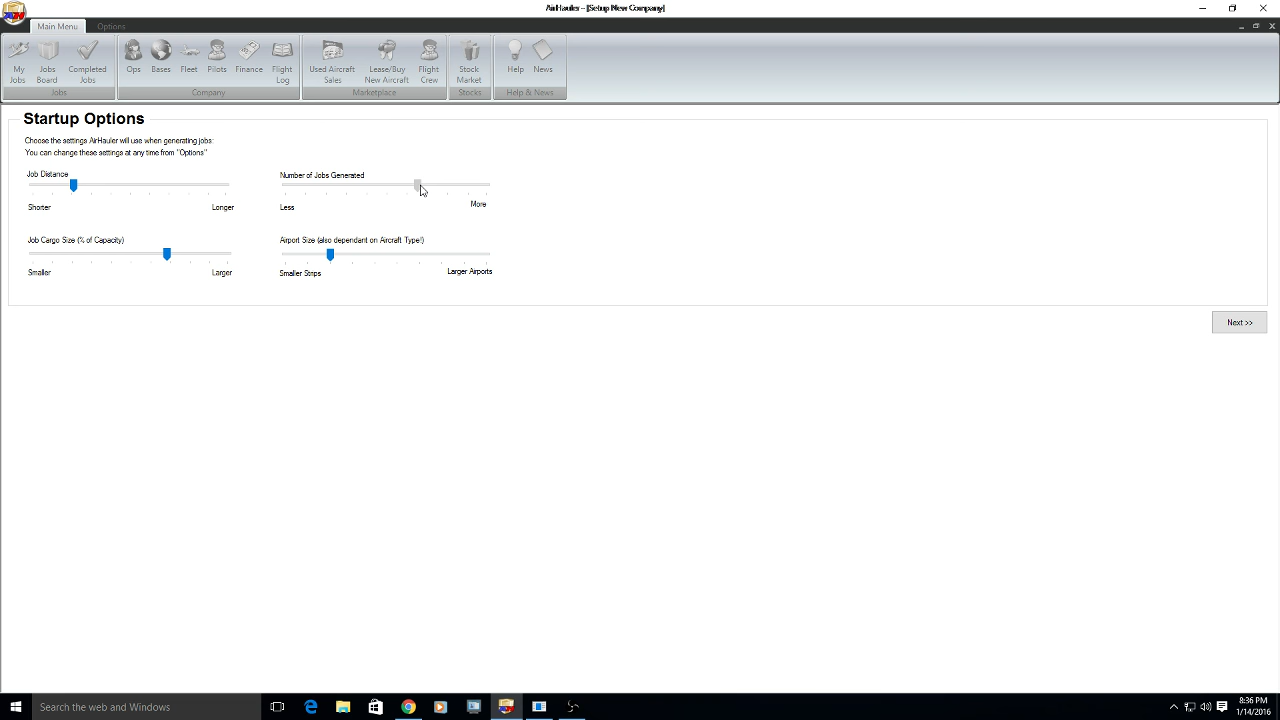 AirHauler - [Setup New Company]
Main Menu Options
My Jobs
Jobs Board
Completed Jobs
Ops
Bases
Fleet
Pilots
Finance
Flight Log
Used Aircraft Sales
Lease/Buy New Aircraft
Flight Crew
Stock Market
Help
News
Jobs
Company
Marketplace
Stocks
Help & News
Startup Options
Choose the settings AirHauler will use when generating jobs:
You can change these settings at any time from "Options"
Job Distance
Number of Jobs Generated
Shorter Longer
Less More
Job Cargo Size (% of Capacity)
Airport Size (also dependant on Aircraft Type!)
Smaller Larger
Smaller Strips Larger Airports
Next >>
Search the web and Windows
8:36 PM
1/14/2016